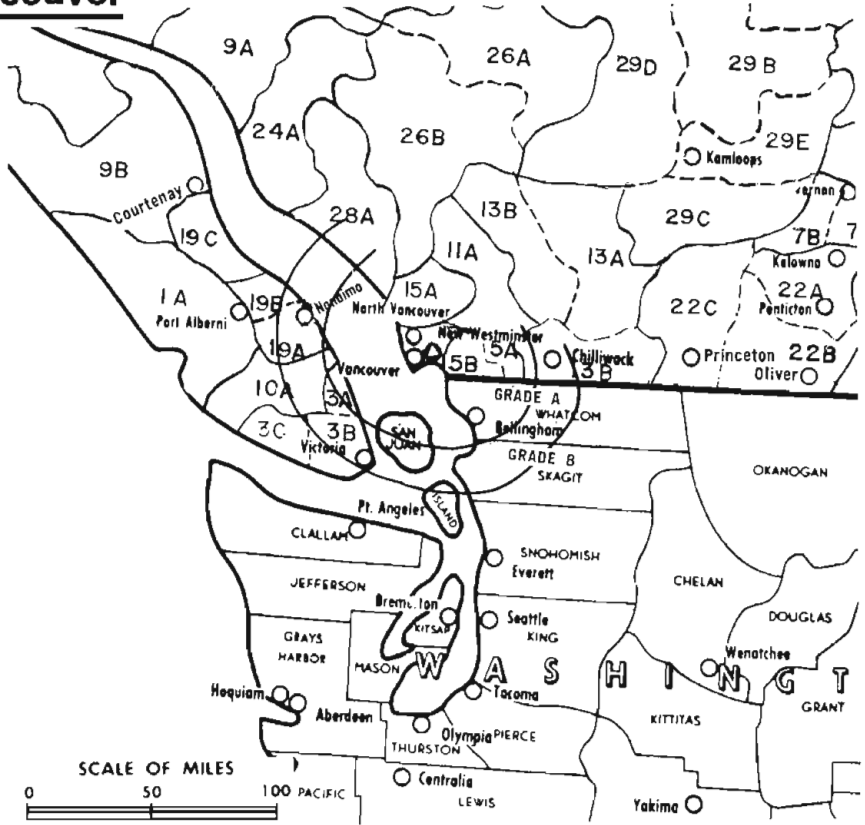 9A
26A
29D
29B
24A
26B
29E
Kamloops
9B
Courtenay
28A
13B
29C
19C
11A
13A
7B
7
Kelowna
1A
19B
Nanaimo
15A
22C
22A
Penticton
Port Alberni
North Vancouver
New Westminster
19A
5A
Chilliwack
Princeton
22B
Vancouver
5B
13B
Oliver
10A
3A
GRADE A
WHATCOM
3C
3B
SAN
JUAN
Bellingham
Victoria
GRADE B
SKAGIT
OKANOGAN
Pt. Angeles
ISLAND
CLALLAM
SNOHOMISH
Everett
JEFFERSON
CHELAN
Bremerton
DOUGLAS
KITSAP
Seattle
KING
GRAYS
HARBOR
MASON
Wenatchee
WASHINGT
Hoquiam
Tacoma
GRANT
Aberdeen
KITTITAS
Olympia
PIERCE
THURSTON
SCALE OF MILES
Centralia
0 50 100
PACIFIC
LEWIS
Yakima